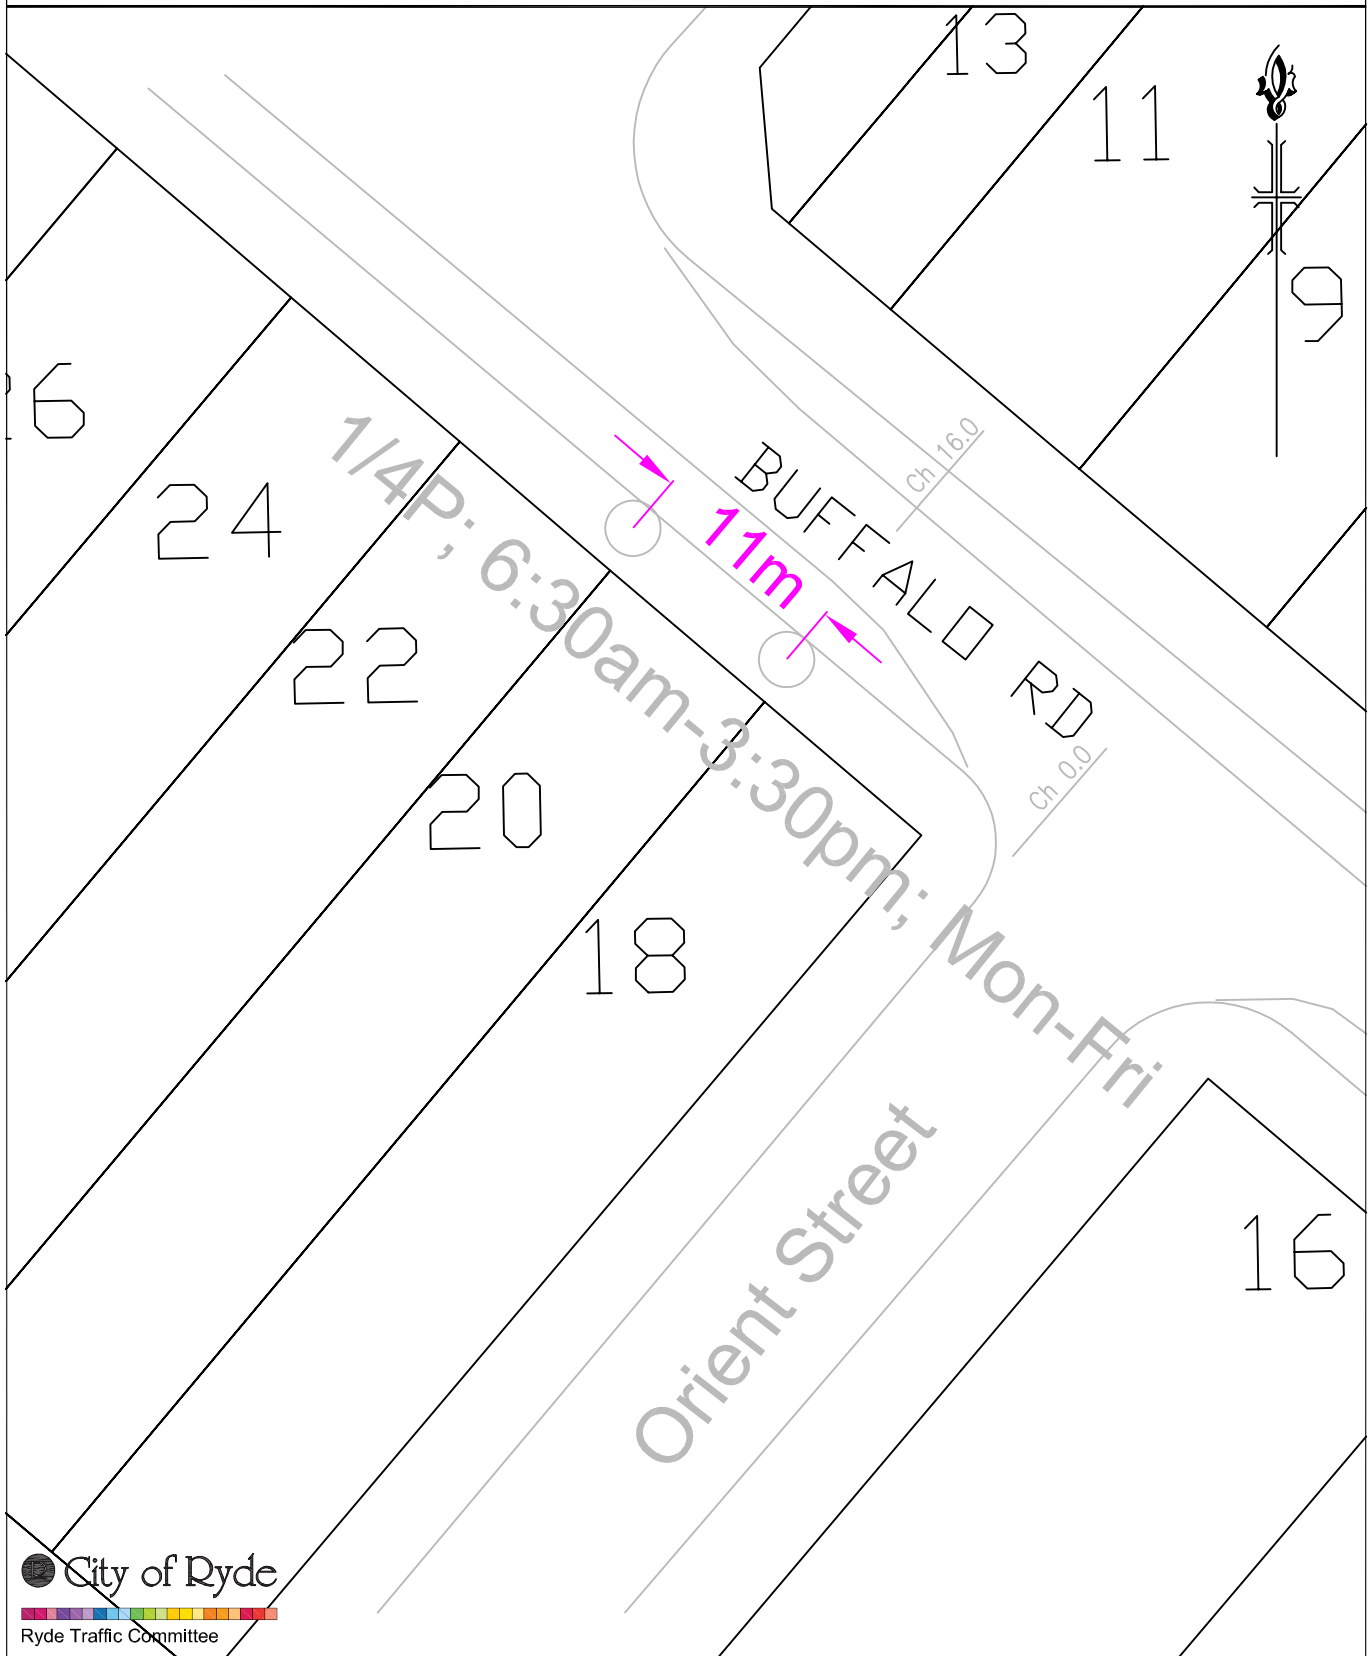 13
11
9
26
24
22
20
18
16
1/4P; 6:30am-3:30pm; Mon-Fri
11m
BUFFALO RD
Ch 16.0
Ch 0.0
Orient Street
City of Ryde
Ryde Traffic Committee